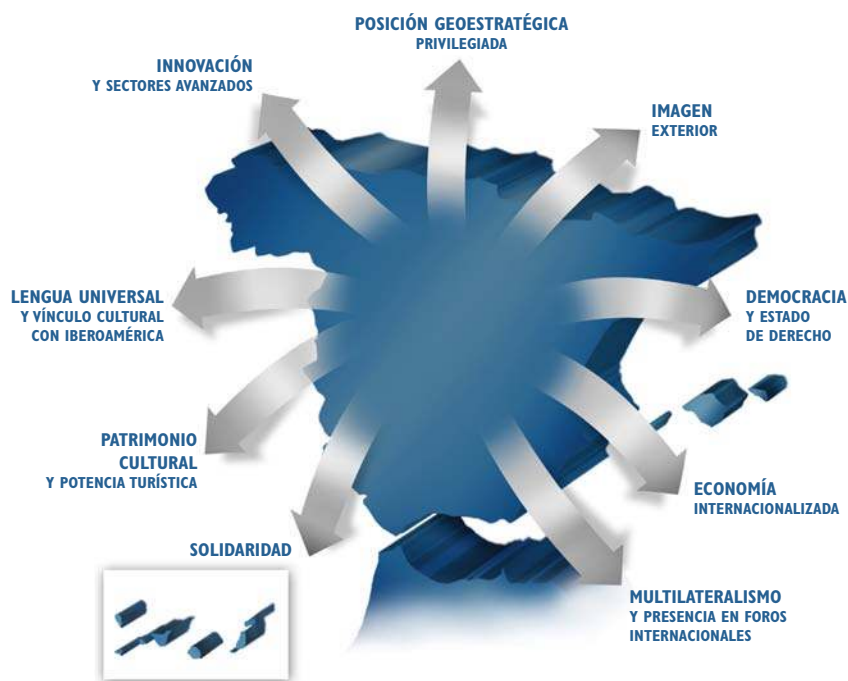 POSICIÓN GEOESTRATÉGICA
PRIVILEGIADA
INNOVACIÓN
Y SECTORES AVANZADOS
IMAGEN
EXTERIOR
LENGUA UNIVERSAL
Y VÍNCULO CULTURAL
CON IBEROAMÉRICA
DEMOCRACIA
Y ESTADO
DE DERECHO
PATRIMONIO
CULTURAL
Y POTENCIA TURÍSTICA
ECONOMÍA
INTERNACIONALIZADA
SOLIDARIDAD
MULTILATERALISMO
Y PRESENCIA EN FOROS
INTERNACIONALES